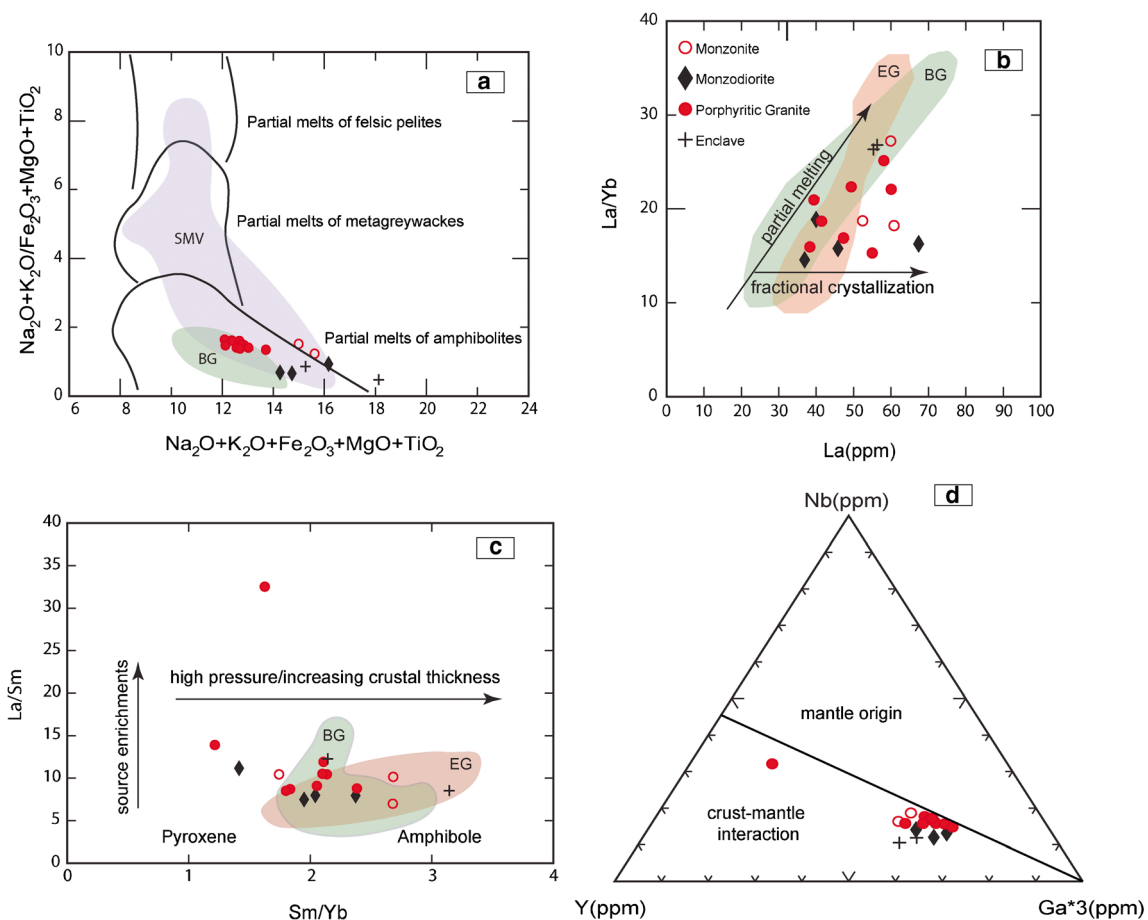 a
Na₂O+K₂O/Fe₂O₃+MgO+TiO₂
10
8
6
4
2
0
Partial melts of felsic pelites
Partial melts of metagreywackes
SMV
Partial melts of amphibolites
BG
6 8 10 12 14 16 18 20 22 24
Na₂O+K₂O+Fe₂O₃+MgO+TiO₂
b
La/Yb
40
30
20
10
0
Monzonite
Monzodiorite
Porphyritic Granite
Enclave
EG
BG
partial melting
fractional crystallization
0 10 20 30 40 50 60 70 80 90 100
La(ppm)
c
La/Sm
40
35
30
25
20
15
10
5
0
source enrichments
high pressure/increasing crustal thickness
BG
EG
Pyroxene
Amphibole
0 1 2 3 4
Sm/Yb
d
Nb(ppm)
mantle origin
crust-mantle
interaction
Y(ppm)
Ga*3(ppm)